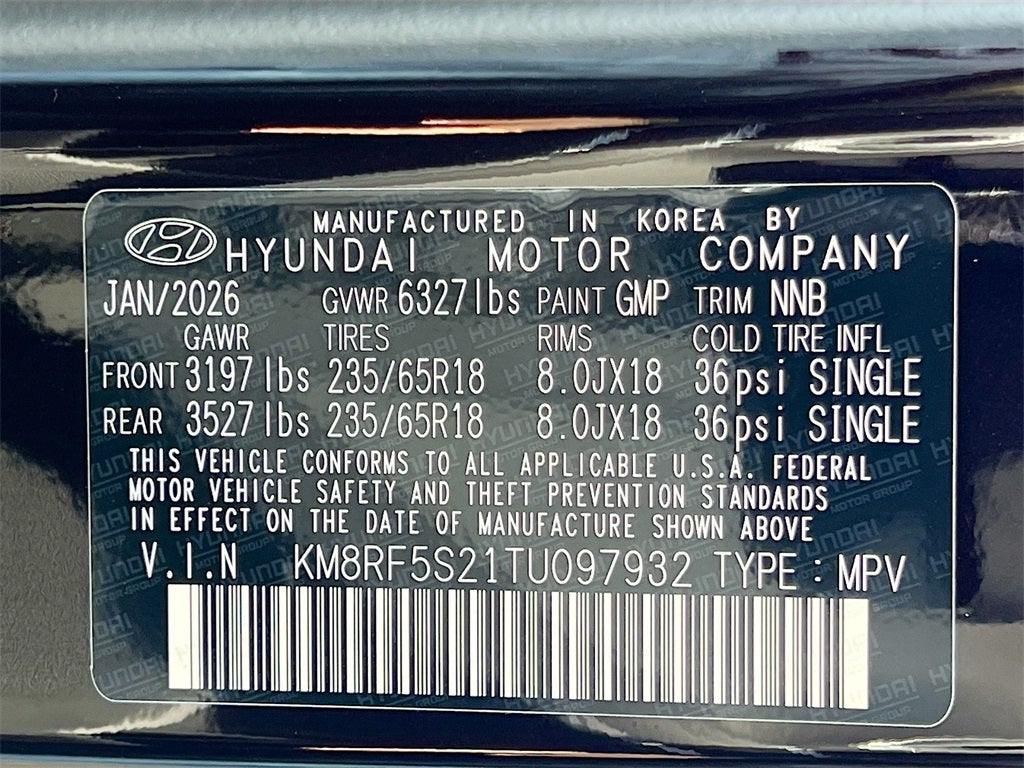 MANUFACTURED IN KOREA BY
HYUNDAI MOTOR COMPANY
JAN/2026 GVWR 6327lbs PAINT GMP TRIM NNB
GAWR TIRES RIMS COLD TIRE INFL
FRONT 3197lbs 235/65R18 8.0JX18 36psi SINGLE
REAR 3527lbs 235/65R18 8.0JX18 36psi SINGLE
THIS VEHICLE CONFORMS TO ALL APPLICABLE U.S.A. FEDERAL
MOTOR VEHICLE SAFETY AND THEFT PREVENTION STANDARDS
IN EFFECT ON THE DATE OF MANUFACTURE SHOWN ABOVE
V.I.N KM8RF5S21TU097932 TYPE : MPV
HYUNDAI
MOTOR GROUP